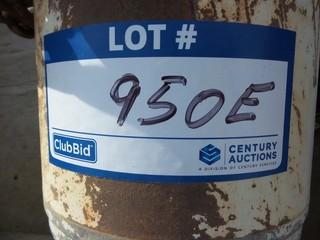 LOT #
950E
ClubBid
CENTURY
AUCTIONS
A DIVISION OF CENTURY SERVICES